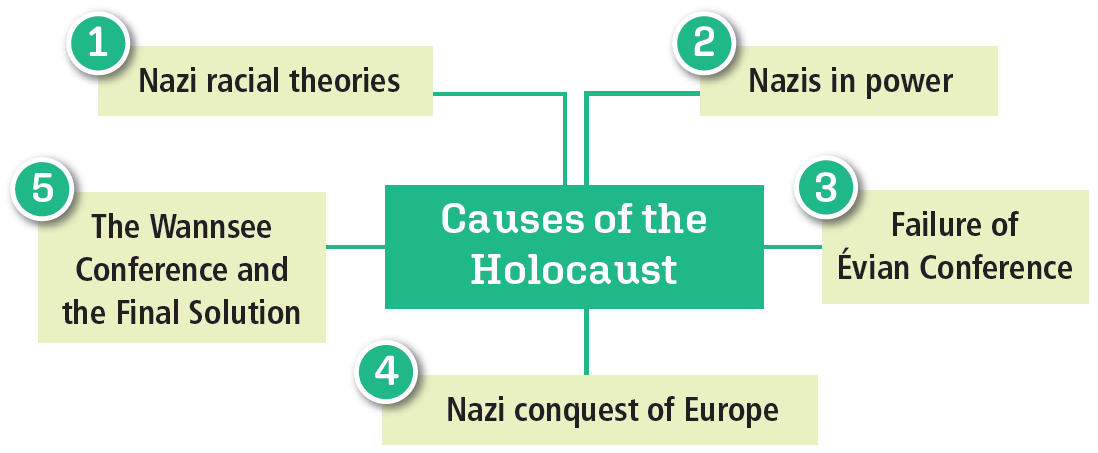 1
Nazi racial theories
2
Nazis in power
Causes of the
Holocaust
3
Failure of
Évian Conference
4
Nazi conquest of Europe
5
The Wannsee
Conference and
the Final Solution